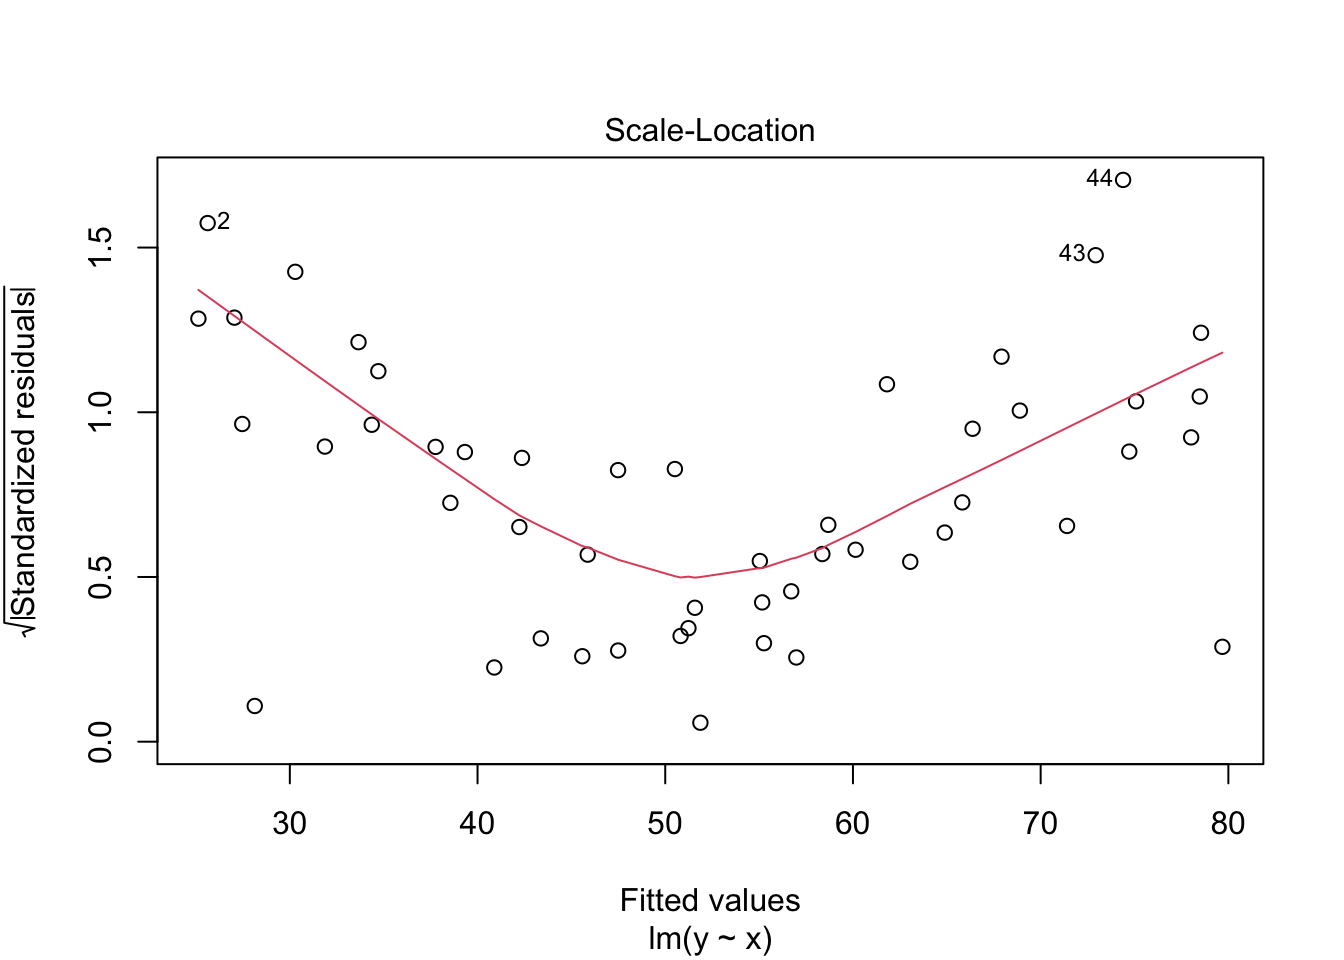 Scale-Location
√|Standardized residuals|
0.0 0.5 1.0 1.5
2
44
43
30 40 50 60 70 80
Fitted values
lm(y ~ x)